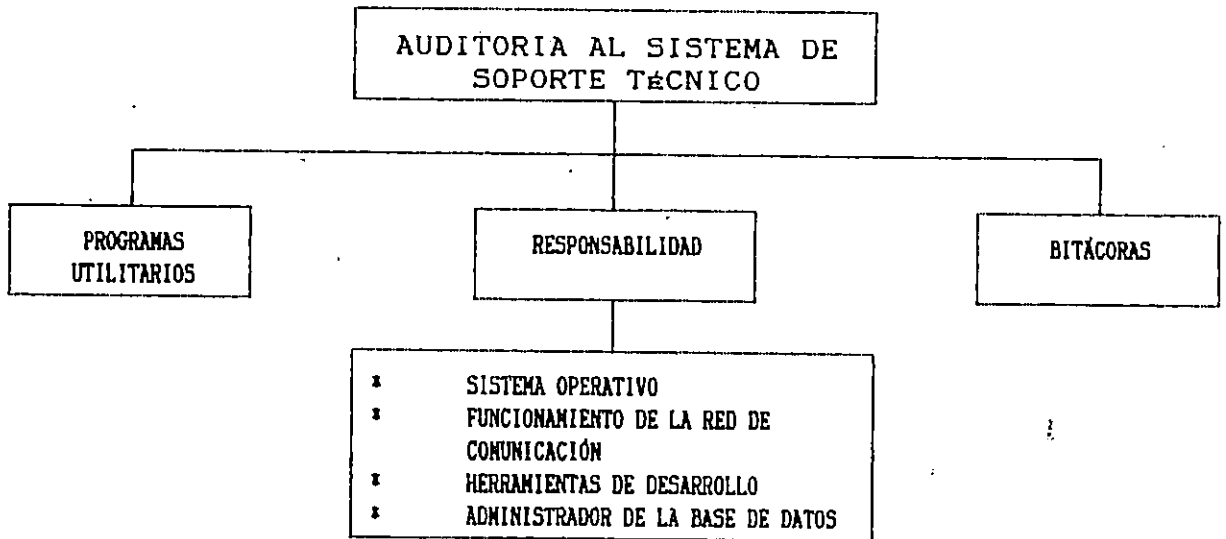 AUDITORIA AL SISTEMA DE
SOPORTE TÉCNICO
PROGRAMAS
UTILITARIOS
RESPONSABILIDAD
BITÁCORAS
* SISTEMA OPERATIVO
* FUNCIONAMIENTO DE LA RED DE
COMUNICACIÓN
* HERRAMIENTAS DE DESARROLLO
* ADMINISTRADOR DE LA BASE DE DATOS